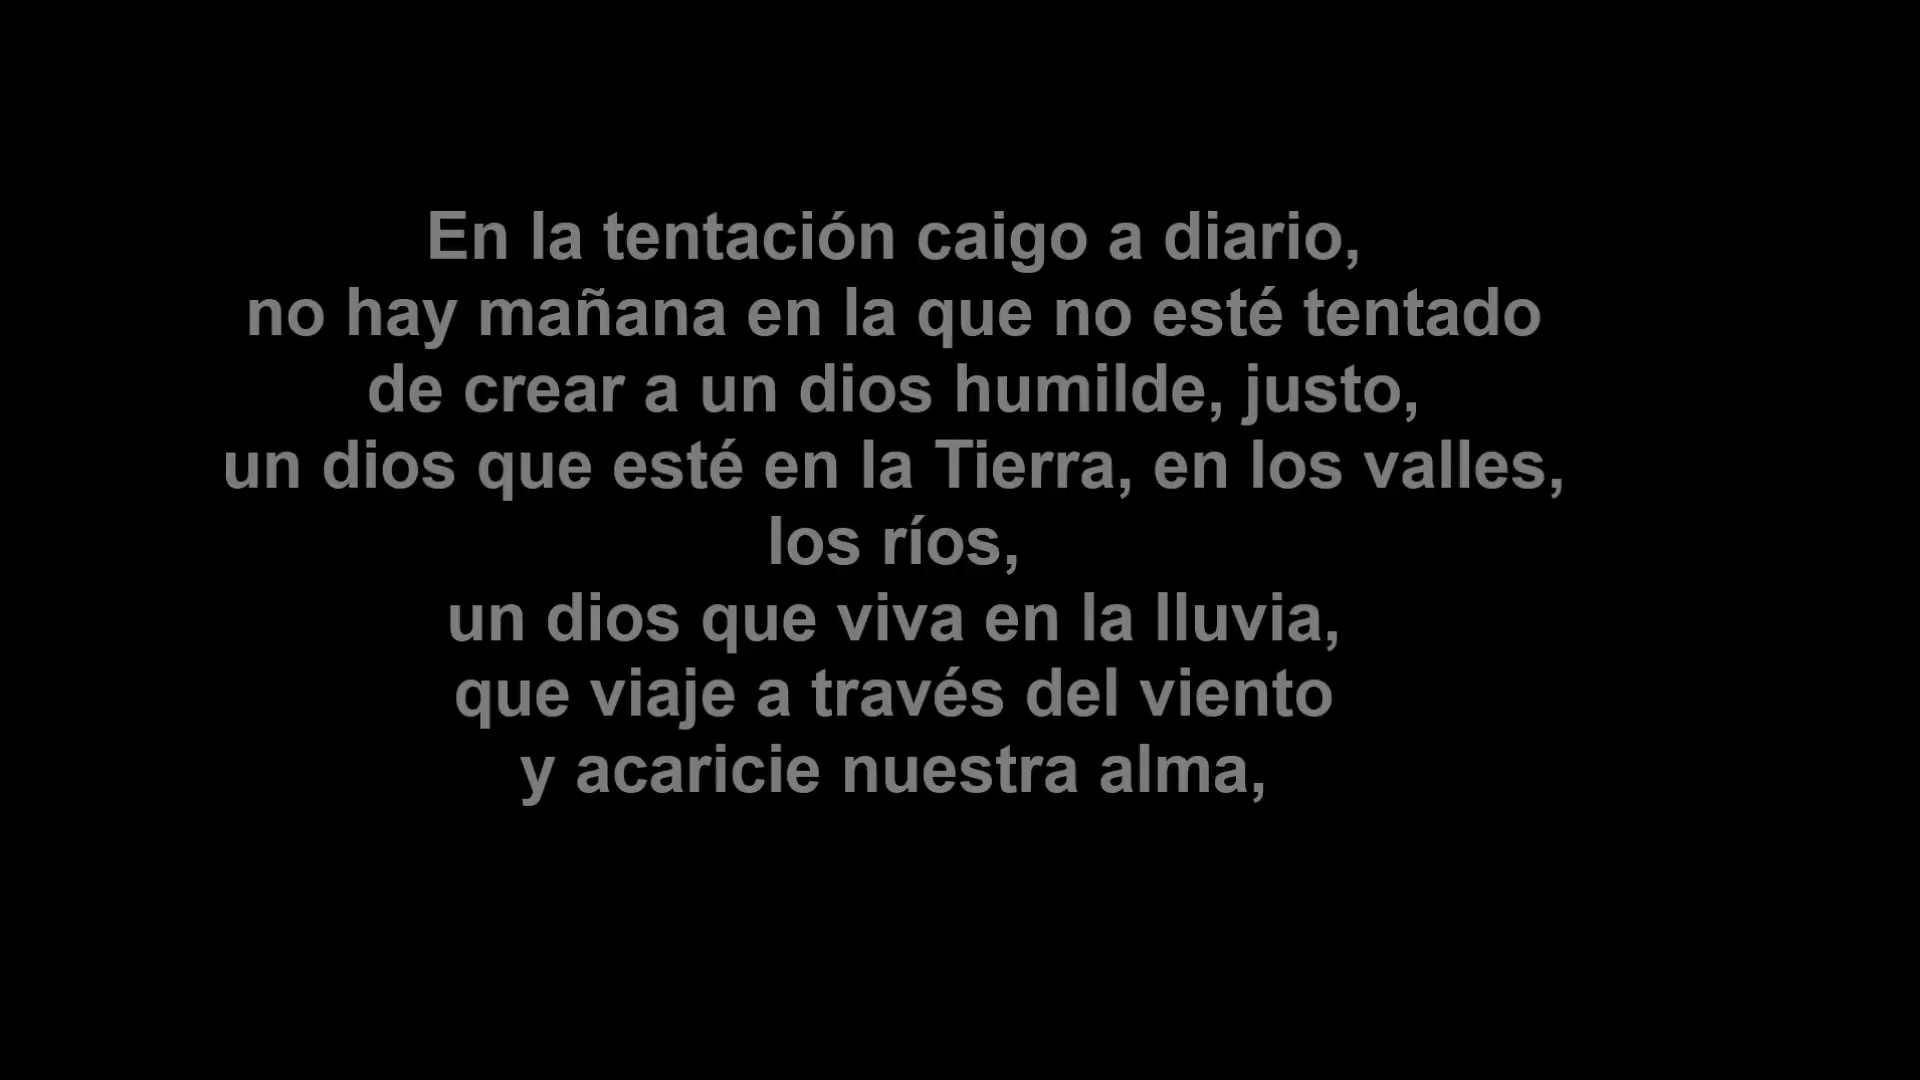 En la tentación caigo a diario,
no hay mañana en la que no esté tentado
de crear a un dios humilde, justo,
un dios que esté en la Tierra, en los valles,
los ríos,
un dios que viva en la lluvia,
que viaje a través del viento
y acaricie nuestra alma,